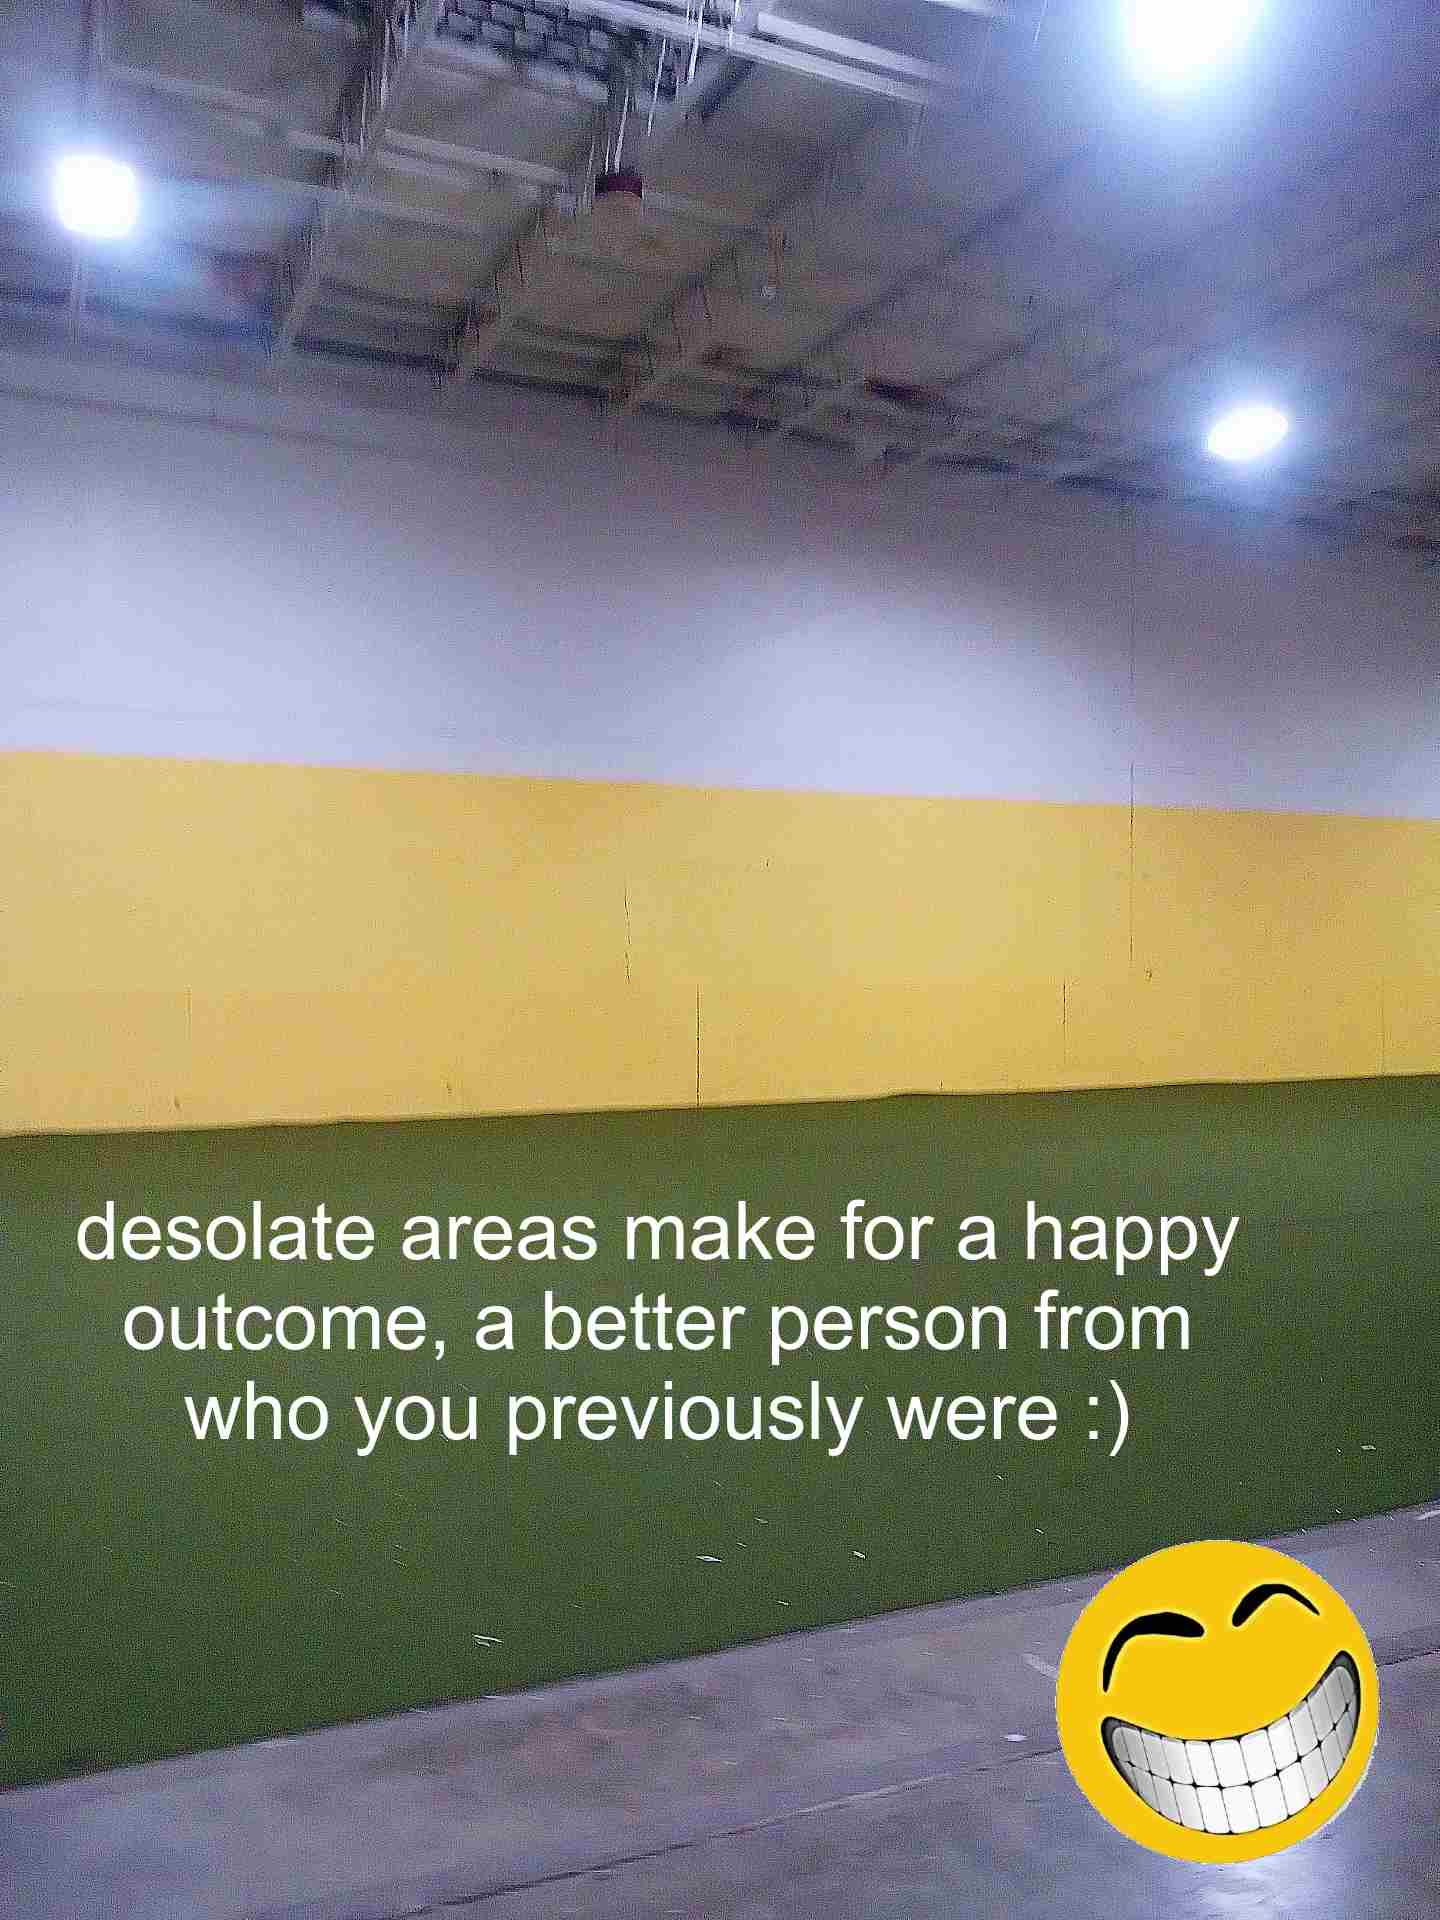 desolate areas make for a happy
outcome, a better person from
who you previously were :)